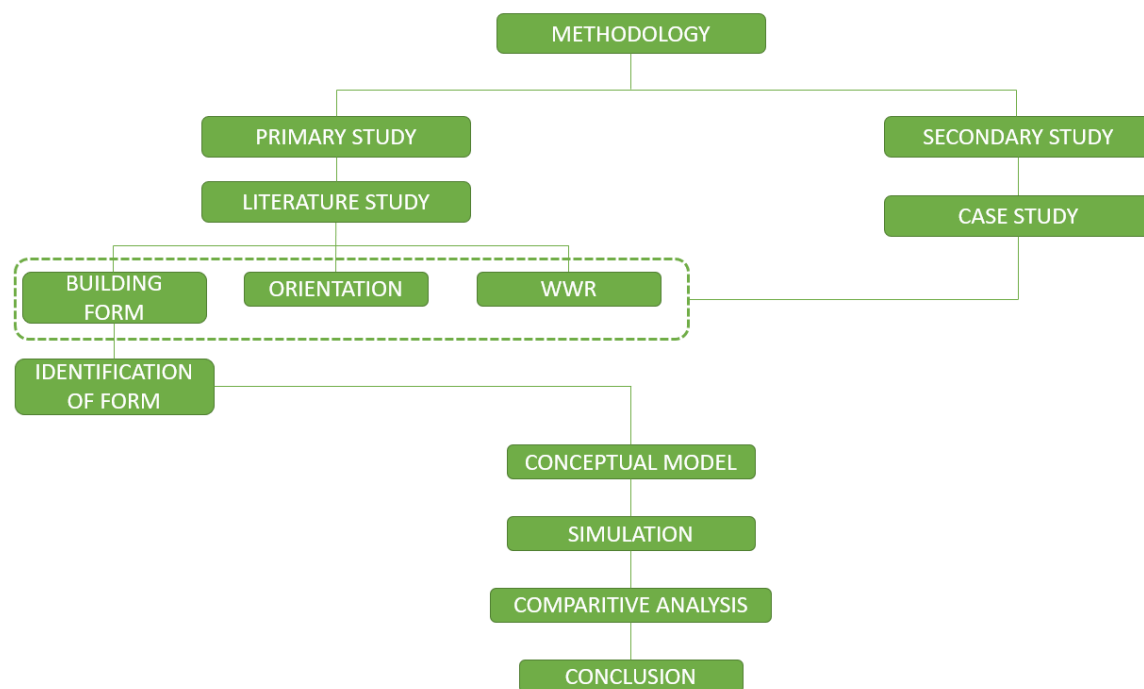 METHODOLOGY
PRIMARY STUDY
SECONDARY STUDY
LITERATURE STUDY
CASE STUDY
BUILDING
FORM
ORIENTATION
WWR
IDENTIFICATION
OF FORM
CONCEPTUAL MODEL
SIMULATION
COMPARITIVE ANALYSIS
CONCLUSION